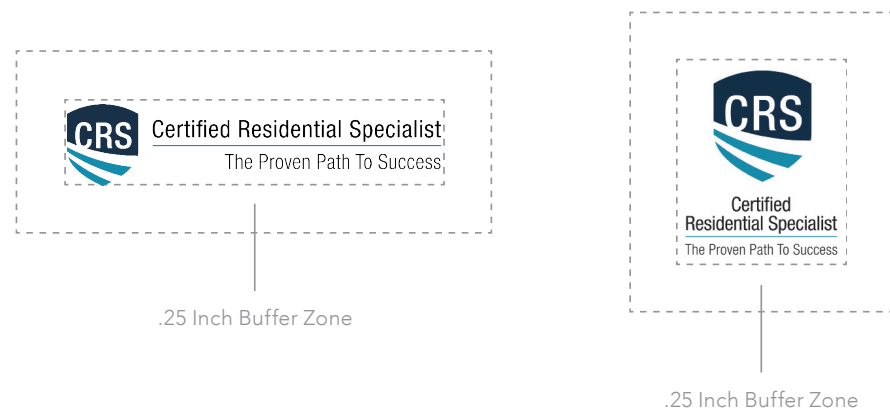 CRS
Certified Residential Specialist
The Proven Path To Success
.25 Inch Buffer Zone
CRS
Certified
Residential Specialist
The Proven Path To Success
.25 Inch Buffer Zone